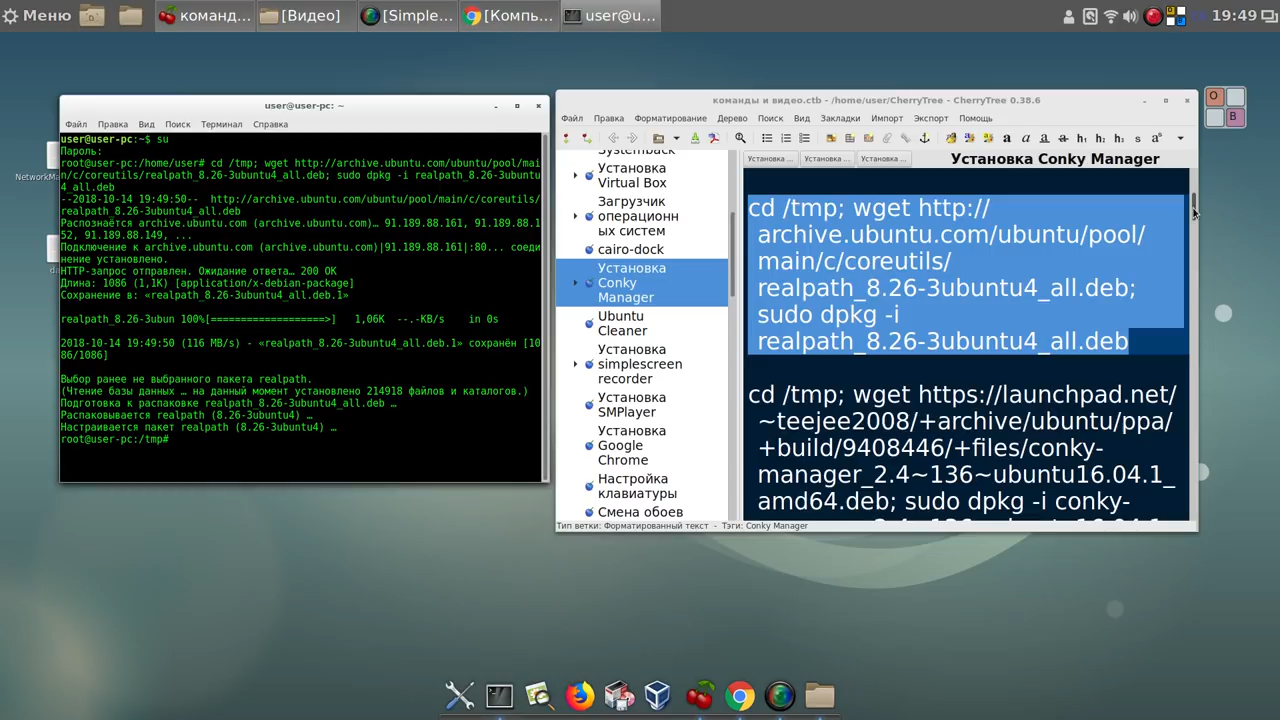 Меню
команд...
[Видео]
[Simple...
[Компь...
user@u...
19:49
user@user-pc: ~
Файл Правка Вид Поиск Терминал Справка
user@user-pc:~$ su
Пароль:
root@user-pc:/home/user# cd /tmp; wget http://archive.ubuntu.com/ubuntu/pool/mai
n/c/coreutils/realpath_8.26-3ubuntu4_all.deb; sudo dpkg -i realpath_8.26-3ubuntu
4_all.deb
--2018-10-14 19:49:50--  http://archive.ubuntu.com/ubuntu/pool/main/c/coreutils/
realpath_8.26-3ubuntu4_all.deb
Распознаётся archive.ubuntu.com (archive.ubuntu.com)… 91.189.88.161, 91.189.88.1
52, 91.189.88.149, ...
Подключение к archive.ubuntu.com (archive.ubuntu.com)|91.189.88.161|:80... соеди
нение установлено.
HTTP-запрос отправлен. Ожидание ответа… 200 OK
Длина: 1086 (1,1K) [application/x-debian-package]
Сохранение в: «realpath_8.26-3ubuntu4_all.deb.1»
realpath_8.26-3ubun 100%[===================>]   1,06K  --.-KB/s    in 0s
2018-10-14 19:49:50 (116 MB/s) - «realpath_8.26-3ubuntu4_all.deb.1» сохранён [10
86/1086]
Выбор ранее не выбранного пакета realpath.
(Чтение базы данных … на данный момент установлено 214918 файлов и каталогов.)
Подготовка к распаковке realpath_8.26-3ubuntu4_all.deb …
Распаковывается realpath (8.26-3ubuntu4) …
Настраивается пакет realpath (8.26-3ubuntu4) …
root@user-pc:/tmp#
команды и видео.ctb - /home/user/CherryTree - CherryTree 0.38.6
Файл Правка Форматирование Дерево Поиск Вид Закладки Импорт Экспорт Помощь
Systemback
Установка
Virtual Box
Загрузчик
операционн
ых систем
cairo-dock
Установка
Conky
Manager
Ubuntu
Cleaner
Установка
simplescreen
recorder
Установка
SMPlayer
Установка
Google
Chrome
Настройка
клавиатуры
Смена обоев
Установка ... Установка ... Установка ...
Установка Conky Manager
cd /tmp; wget http://
archive.ubuntu.com/ubuntu/pool/
main/c/coreutils/
realpath_8.26-3ubuntu4_all.deb;
sudo dpkg -i
realpath_8.26-3ubuntu4_all.deb
cd /tmp; wget https://launchpad.net/
~teejee2008/+archive/ubuntu/ppa/
+build/9408446/+files/conky-
manager_2.4~136~ubuntu16.04.1_
amd64.deb; sudo dpkg -i conky-
Тип ветки: Форматированный текст - Тэги: Conky Manager
O
B